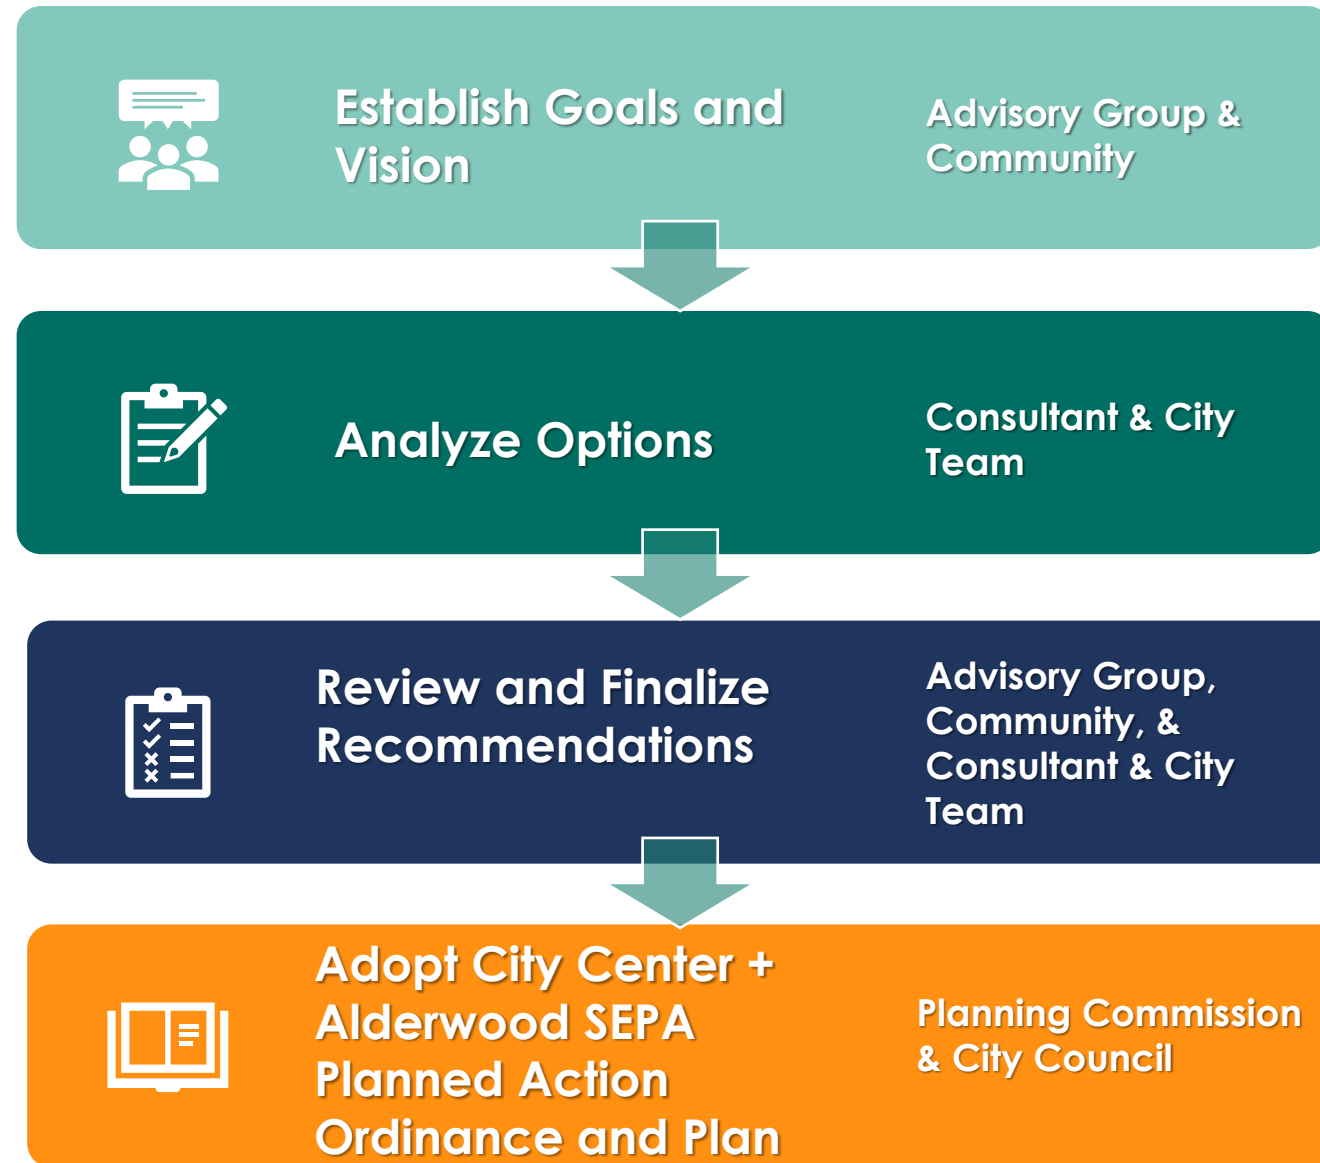 Establish Goals and
Vision
Advisory Group &
Community
Analyze Options
Consultant & City
Team
Review and Finalize
Recommendations
Advisory Group,
Community, &
Consultant & City
Team
Adopt City Center +
Alderwood SEPA
Planned Action
Ordinance and Plan
Planning Commission
& City Council